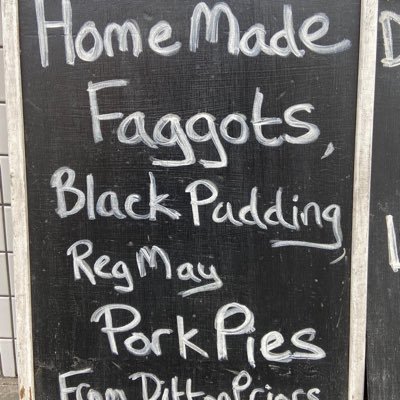 Home Made
Faggots,
Black Pudding
Reg May
Pork Pies
From Ditton Priors